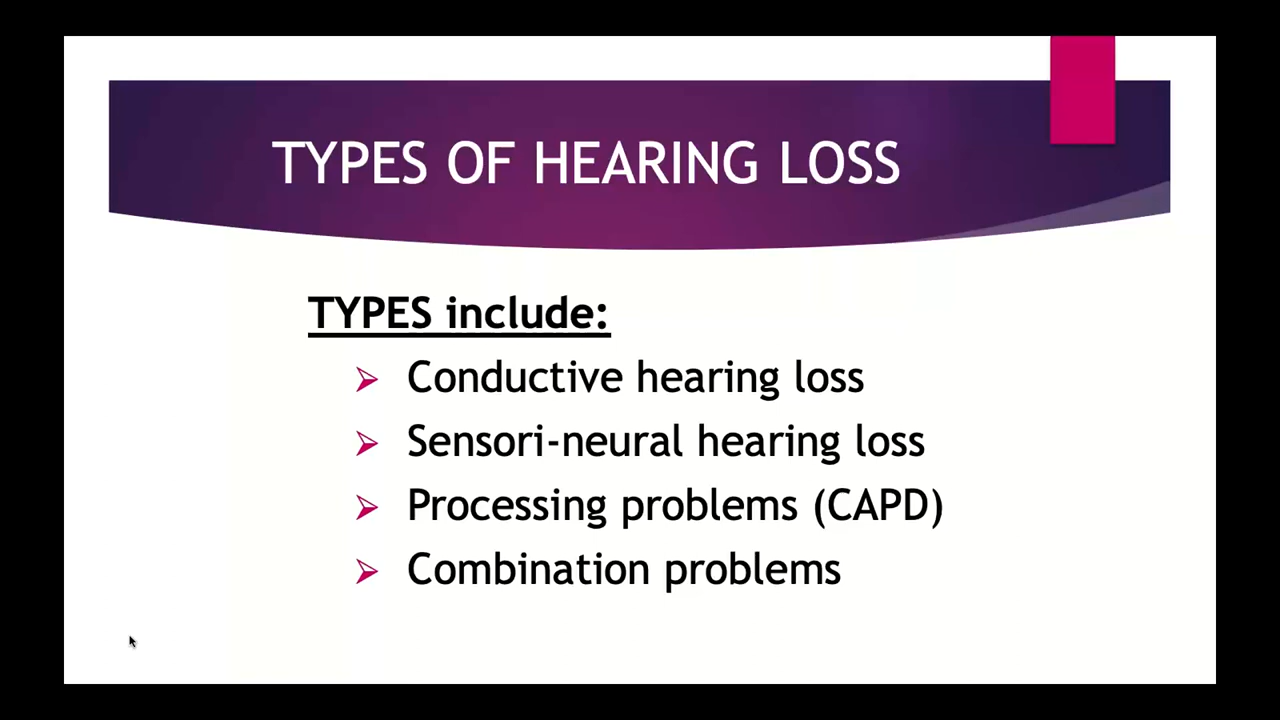 TYPES OF HEARING LOSS
TYPES include:
Conductive hearing loss
Sensori-neural hearing loss
Processing problems (CAPD)
Combination problems